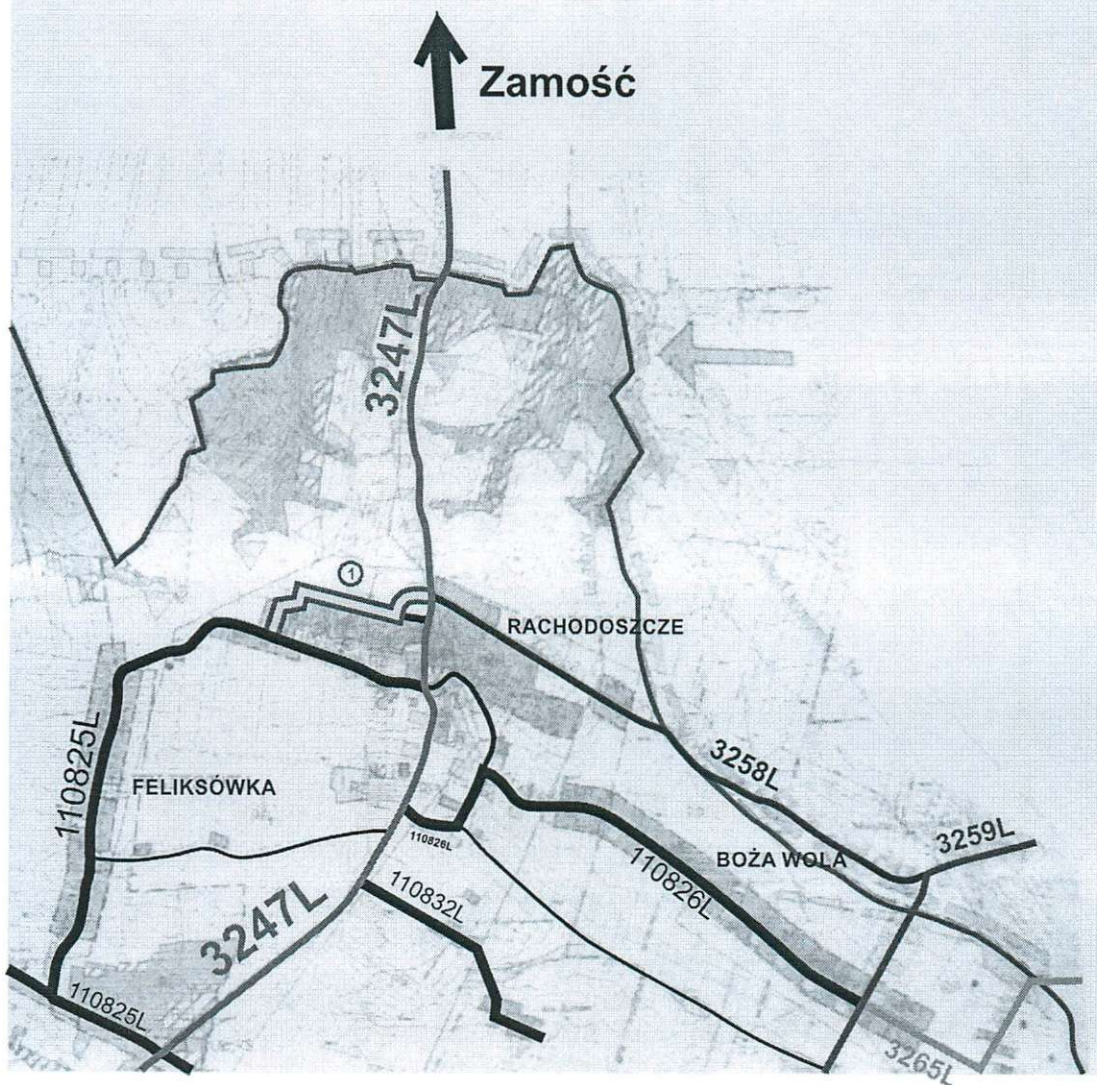 Zamość
3247L
1
RACHODOSZCZE
110825L
FELIKSÓWKA
3258L
3259L
110826L
BOŻA WOLA
110826L
110832L
3247L
110825L
3265L